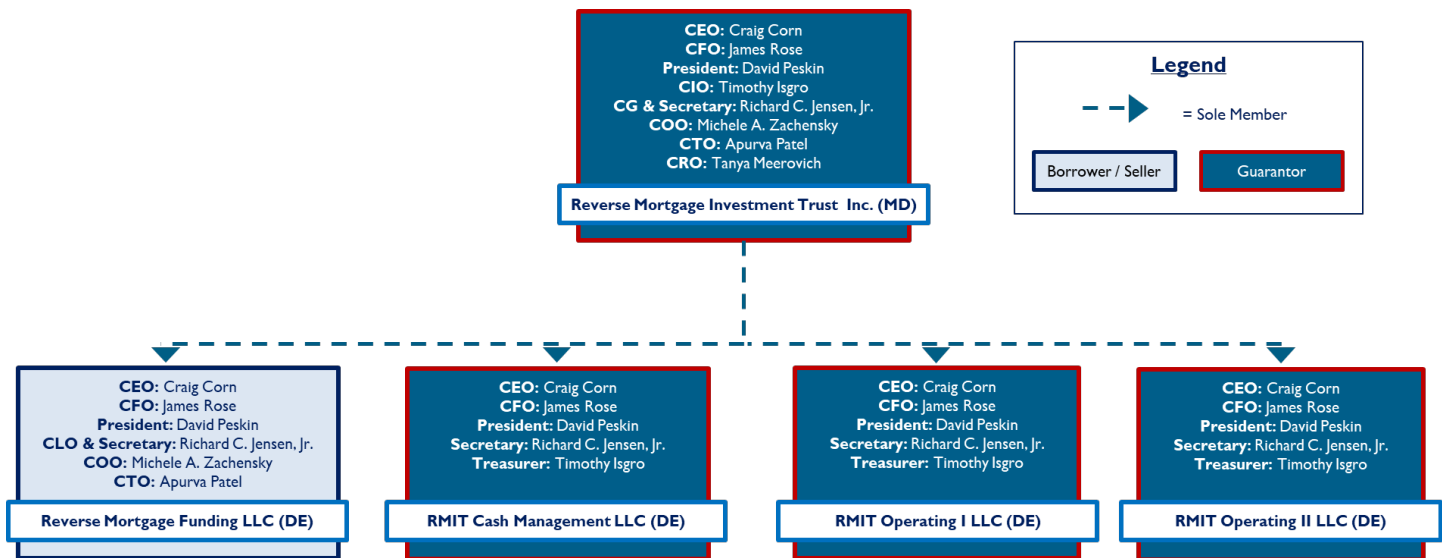 CEO: Craig Corn
CFO: James Rose
President: David Peskin
CIO: Timothy Isgro
CG & Secretary: Richard C. Jensen, Jr.
COO: Michele A. Zachensky
CTO: Apurva Patel
CRO: Tanya Meerovich
Reverse Mortgage Investment Trust Inc. (MD)
Legend
= Sole Member
Borrower / Seller
Guarantor
CEO: Craig Corn
CFO: James Rose
President: David Peskin
CLO & Secretary: Richard C. Jensen, Jr.
COO: Michele A. Zachensky
CTO: Apurva Patel
Reverse Mortgage Funding LLC (DE)
CEO: Craig Corn
CFO: James Rose
President: David Peskin
Secretary: Richard C. Jensen, Jr.
Treasurer: Timothy Isgro
RMIT Cash Management LLC (DE)
CEO: Craig Corn
CFO: James Rose
President: David Peskin
Secretary: Richard C. Jensen, Jr.
Treasurer: Timothy Isgro
RMIT Operating I LLC (DE)
CEO: Craig Corn
CFO: James Rose
President: David Peskin
Secretary: Richard C. Jensen, Jr.
Treasurer: Timothy Isgro
RMIT Operating II LLC (DE)